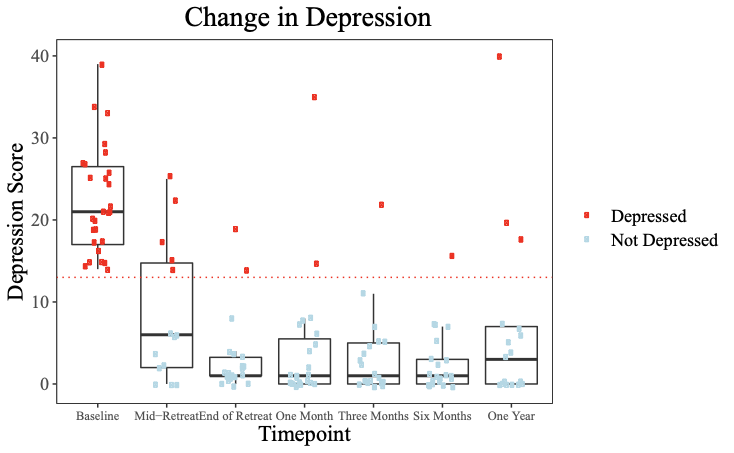 Change in Depression
Depression Score
40
30
20
10
0
Depressed
Not Depressed
Baseline Mid-Retreat End of Retreat One Month Three Months Six Months One Year
Timepoint